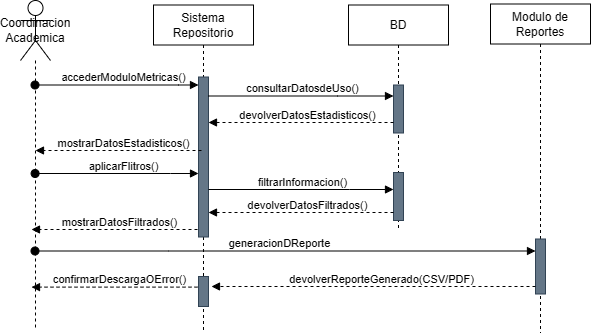 Coordinacion
Academica
Sistema
Repositorio
BD
Modulo de
Reportes
accederModuloMetricas()
consultarDatosdeUso()
devolverDatosEstadisticos()
mostrarDatosEstadisticos()
aplicarFlitros()
filtrarInformacion()
devolverDatosFiltrados()
mostrarDatosFiltrados()
generacionDReporte
devolverReporteGenerado(CSV/PDF)
confirmarDescargaOError()